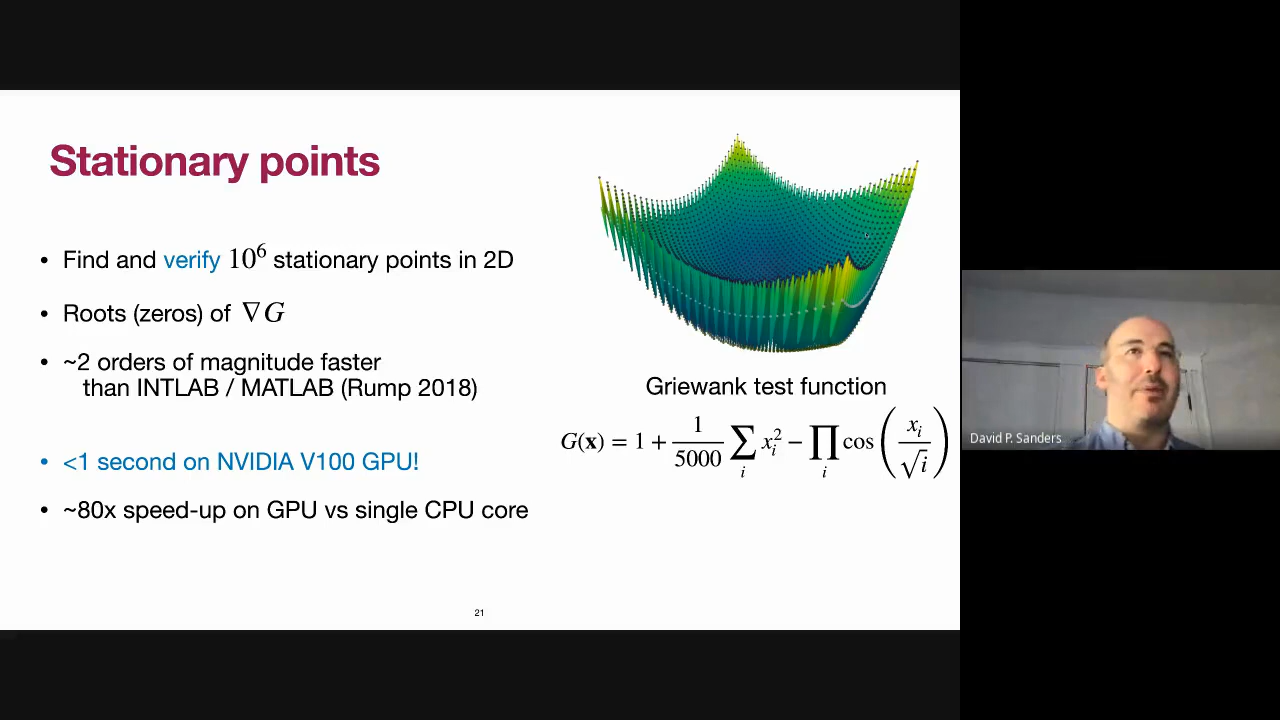 Stationary points
• Find and verify 10⁶ stationary points in 2D
• Roots (zeros) of ∇G
• ~2 orders of magnitude faster
than INTLAB / MATLAB (Rump 2018)
• <1 second on NVIDIA V100 GPU!
• ~80x speed-up on GPU vs single CPU core
Griewank test function
G(x) = 1 + 1/5000 ∑ᵢ xᵢ² − ∏ᵢ cos(xᵢ/√i)
21
David P. Sanders